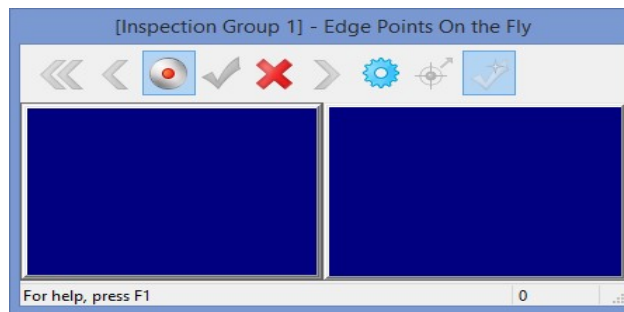 [Inspection Group 1] - Edge Points On the Fly
For help, press F1
0